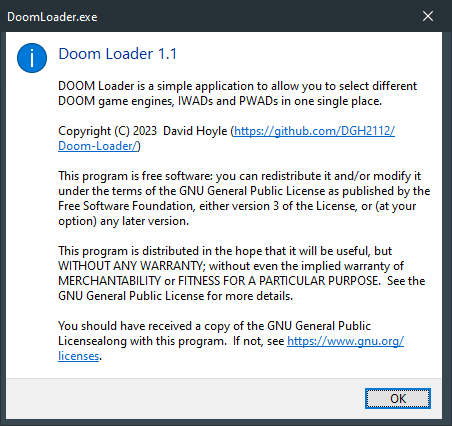 DoomLoader.exe
Doom Loader 1.1
DOOM Loader is a simple application to allow you to select different
DOOM game engines, IWADs and PWADs in one single place.
Copyright (C) 2023  David Hoyle (https://github.com/DGH2112/
Doom-Loader/)
This program is free software: you can redistribute it and/or modify it
under the terms of the GNU General Public License as published by the
Free Software Foundation, either version 3 of the License, or (at your
option) any later version.
This program is distributed in the hope that it will be useful, but
WITHOUT ANY WARRANTY; without even the implied warranty of
MERCHANTABILITY or FITNESS FOR A PARTICULAR PURPOSE.  See the
GNU General Public License for more details.
You should have received a copy of the GNU General Public
Licensealong with this program.  If not, see https://www.gnu.org/
licenses.
OK